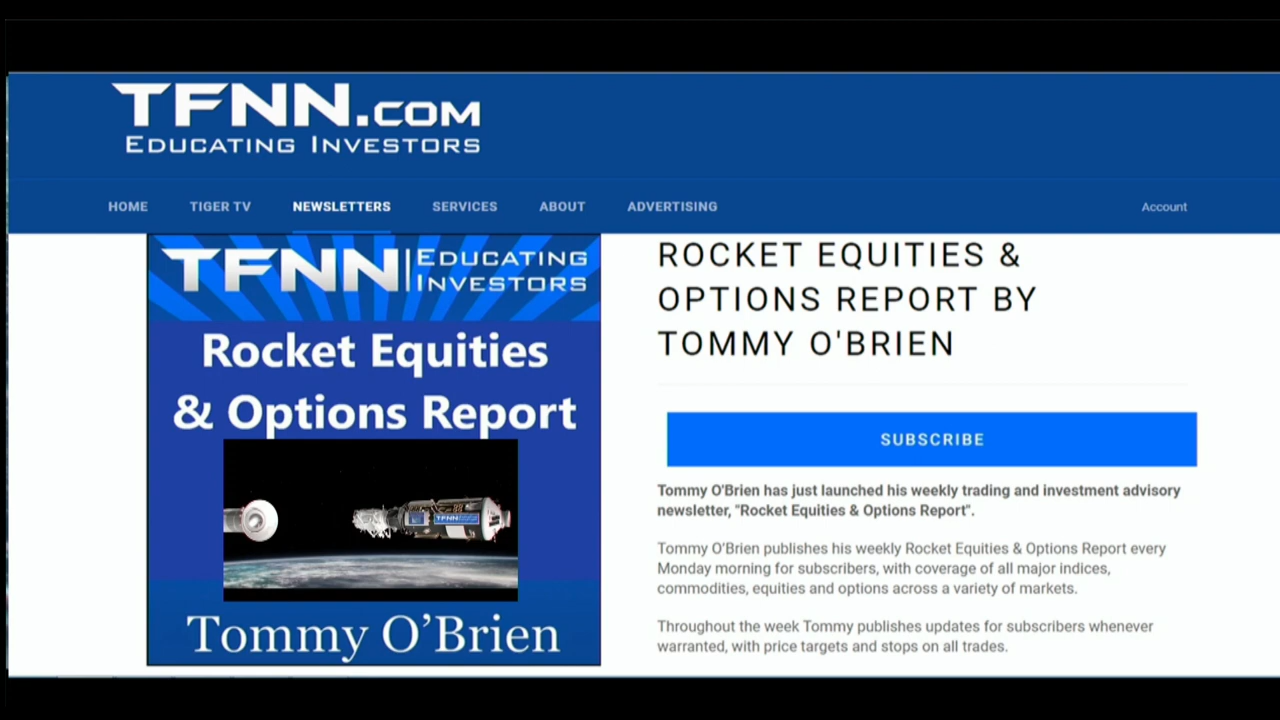 TFNN.COM
EDUCATING INVESTORS
HOME TIGER TV NEWSLETTERS SERVICES ABOUT ADVERTISING Account
TFNN EDUCATING
INVESTORS
Rocket Equities
& Options Report
TFNN
Tommy O’Brien
ROCKET EQUITIES &
OPTIONS REPORT BY
TOMMY O'BRIEN
SUBSCRIBE
Tommy O'Brien has just launched his weekly trading and investment advisory
newsletter, "Rocket Equities & Options Report".
Tommy O’Brien publishes his weekly Rocket Equities & Options Report every
Monday morning for subscribers, with coverage of all major indices,
commodities, equities and options across a variety of markets.
Throughout the week Tommy publishes updates for subscribers whenever
warranted, with price targets and stops on all trades.